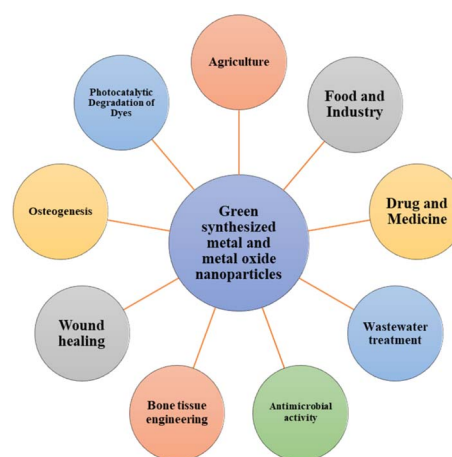 Agriculture
Food and
Industry
Drug and
Medicine
Wastewater
treatment
Antimicrobial
activity
Bone tissue
engineering
Wound
healing
Osteogenesis
Photocatalytic
Degradation of
Dyes
Green
synthesized
metal and
metal oxide
nanoparticles